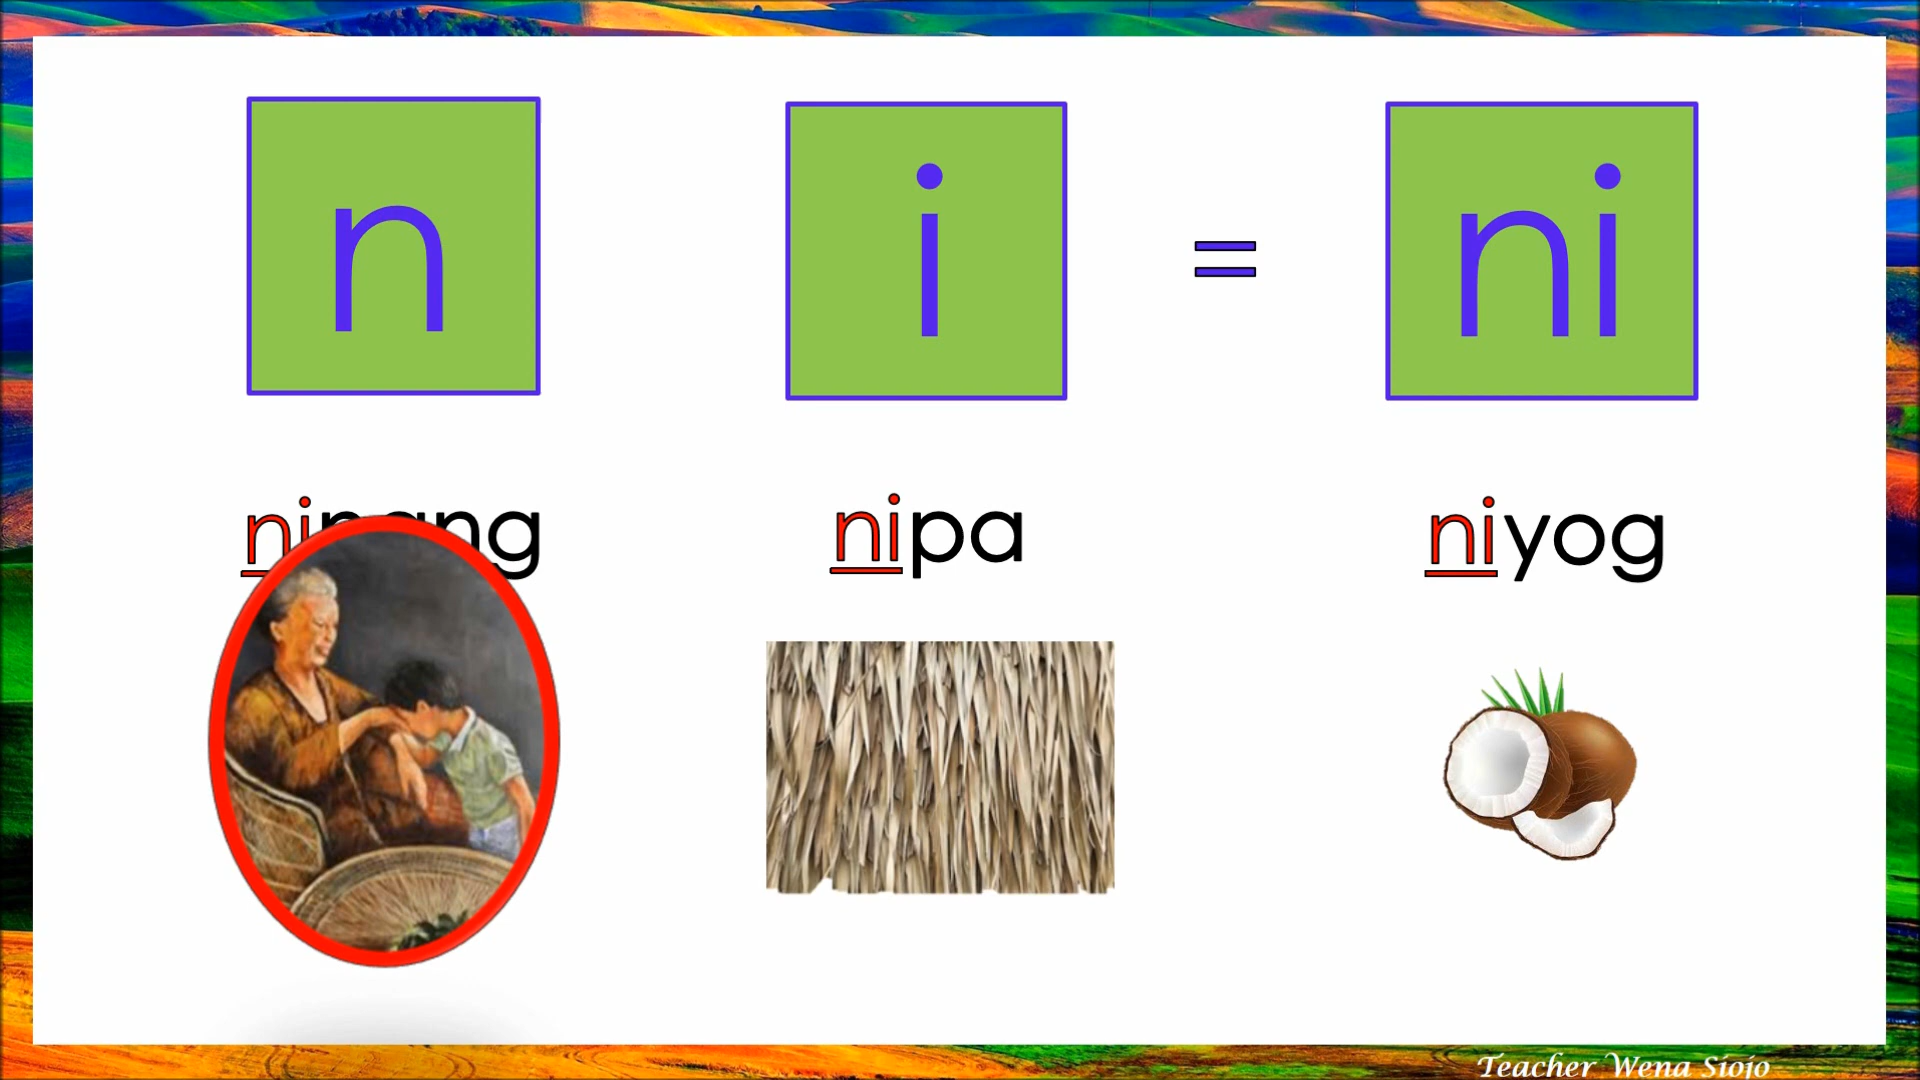 n i = ni
nipa niyog
Teacher Wena Siojo